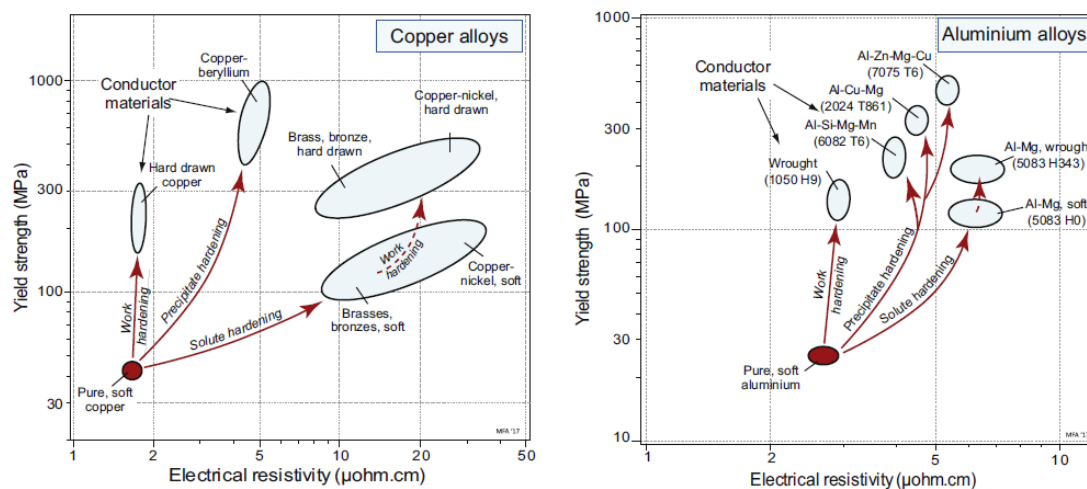 Copper alloys
Yield strength (MPa)
1000
300
100
30
Copper-
beryllium
Conductor
materials
Copper-nickel,
hard drawn
Brass, bronze,
hard drawn
Hard drawn
copper
Work
hardening
Precipitate hardening
Solute hardening
Work
hardening
Copper-
nickel, soft
Brasses,
bronzes, soft
Pure, soft
copper
MFA '17
1
2
5
10
20
50
Electrical resistivity (µohm.cm)
Aluminium alloys
Yield strength (MPa)
1000
300
100
30
10
Al-Zn-Mg-Cu
(7075 T6)
Conductor
materials
Al-Cu-Mg
(2024 T861)
Al-Si-Mg-Mn
(6082 T6)
Wrought
(1050 H9)
Al-Mg, wrough
(5083 H343)
Al-Mg, soft
(5083 H0)
Work
hardening
Precipitate hardening
Solute hardening
Pure, soft
aluminium
MFA '1
1
2
5
10
Electrical resistivity (µohm.cm)